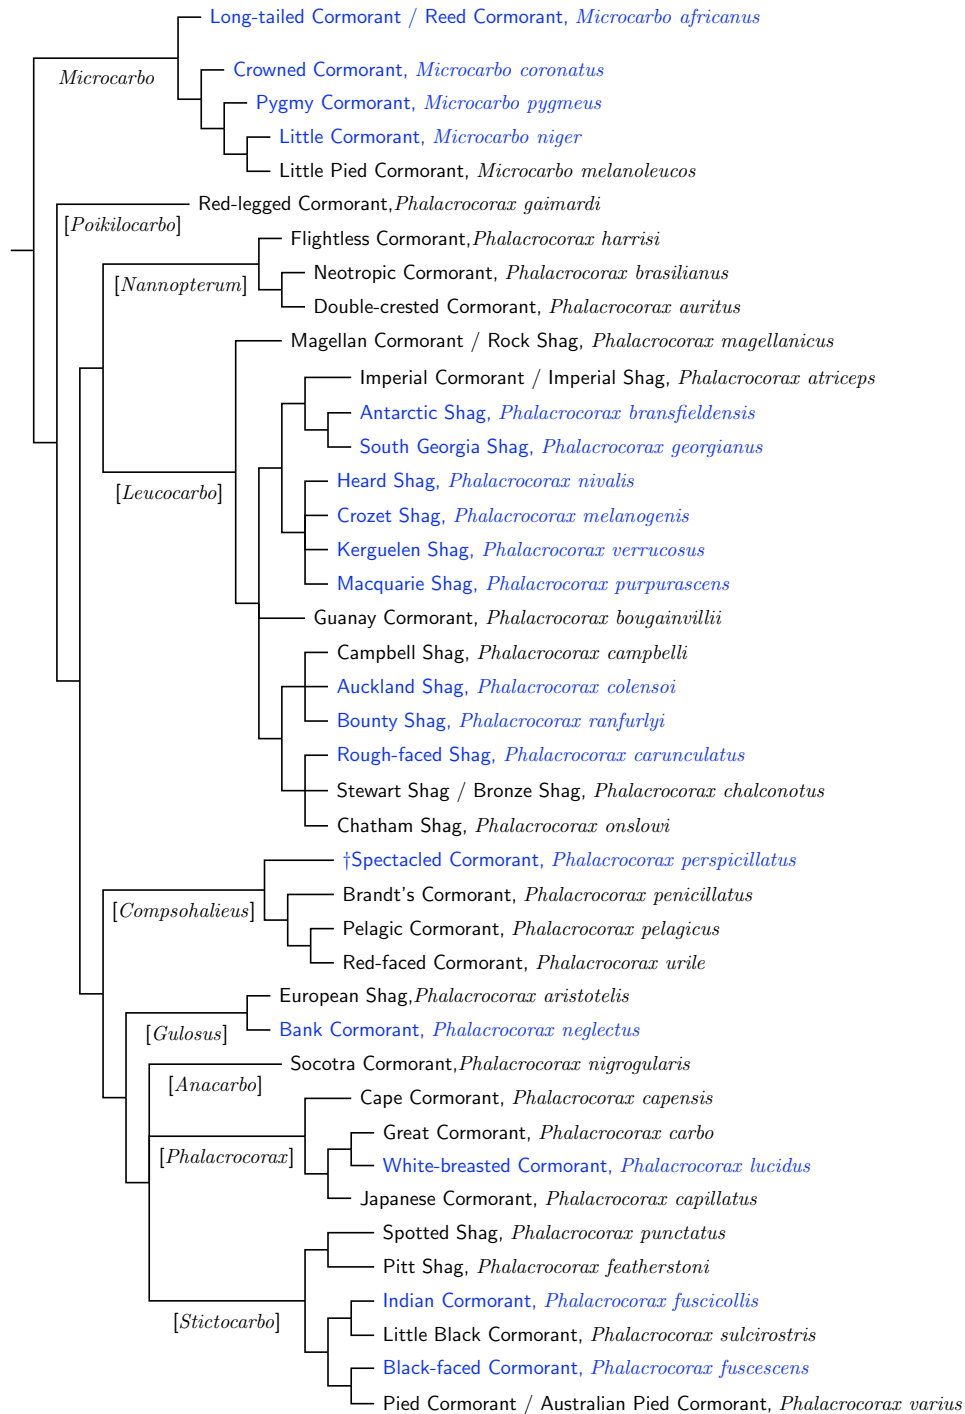 Long-tailed Cormorant / Reed Cormorant, Microcarbo africanus
Crowned Cormorant, Microcarbo coronatus
Microcarbo
Pygmy Cormorant, Microcarbo pygmeus
Little Cormorant, Microcarbo niger
Little Pied Cormorant, Microcarbo melanoleucos
Red-legged Cormorant,Phalacrocorax gaimardi
[Poikilocarbo]
Flightless Cormorant,Phalacrocorax harrisi
Neotropic Cormorant, Phalacrocorax brasilianus
[Nannopterum]
Double-crested Cormorant, Phalacrocorax auritus
Magellan Cormorant / Rock Shag, Phalacrocorax magellanicus
Imperial Cormorant / Imperial Shag, Phalacrocorax atriceps
Antarctic Shag, Phalacrocorax bransfieldensis
South Georgia Shag, Phalacrocorax georgianus
Heard Shag, Phalacrocorax nivalis
[Leucocarbo]
Crozet Shag, Phalacrocorax melanogenis
Kerguelen Shag, Phalacrocorax verrucosus
Macquarie Shag, Phalacrocorax purpurascens
Guanay Cormorant, Phalacrocorax bougainvillii
Campbell Shag, Phalacrocorax campbelli
Auckland Shag, Phalacrocorax colensoi
Bounty Shag, Phalacrocorax ranfurlyi
Rough-faced Shag, Phalacrocorax carunculatus
Stewart Shag / Bronze Shag, Phalacrocorax chalconotus
Chatham Shag, Phalacrocorax onslowi
†Spectacled Cormorant, Phalacrocorax perspicillatus
Brandt's Cormorant, Phalacrocorax penicillatus
[Compsohalieus]
Pelagic Cormorant, Phalacrocorax pelagicus
Red-faced Cormorant, Phalacrocorax urile
European Shag,Phalacrocorax aristotelis
Bank Cormorant, Phalacrocorax neglectus
[Gulosus]
Socotra Cormorant,Phalacrocorax nigrogularis
[Anacarbo]
Cape Cormorant, Phalacrocorax capensis
Great Cormorant, Phalacrocorax carbo
[Phalacrocorax]
White-breasted Cormorant, Phalacrocorax lucidus
Japanese Cormorant, Phalacrocorax capillatus
Spotted Shag, Phalacrocorax punctatus
Pitt Shag, Phalacrocorax featherstoni
Indian Cormorant, Phalacrocorax fuscicollis
[Stictocarbo]
Little Black Cormorant, Phalacrocorax sulcirostris
Black-faced Cormorant, Phalacrocorax fuscescens
Pied Cormorant / Australian Pied Cormorant, Phalacrocorax varius